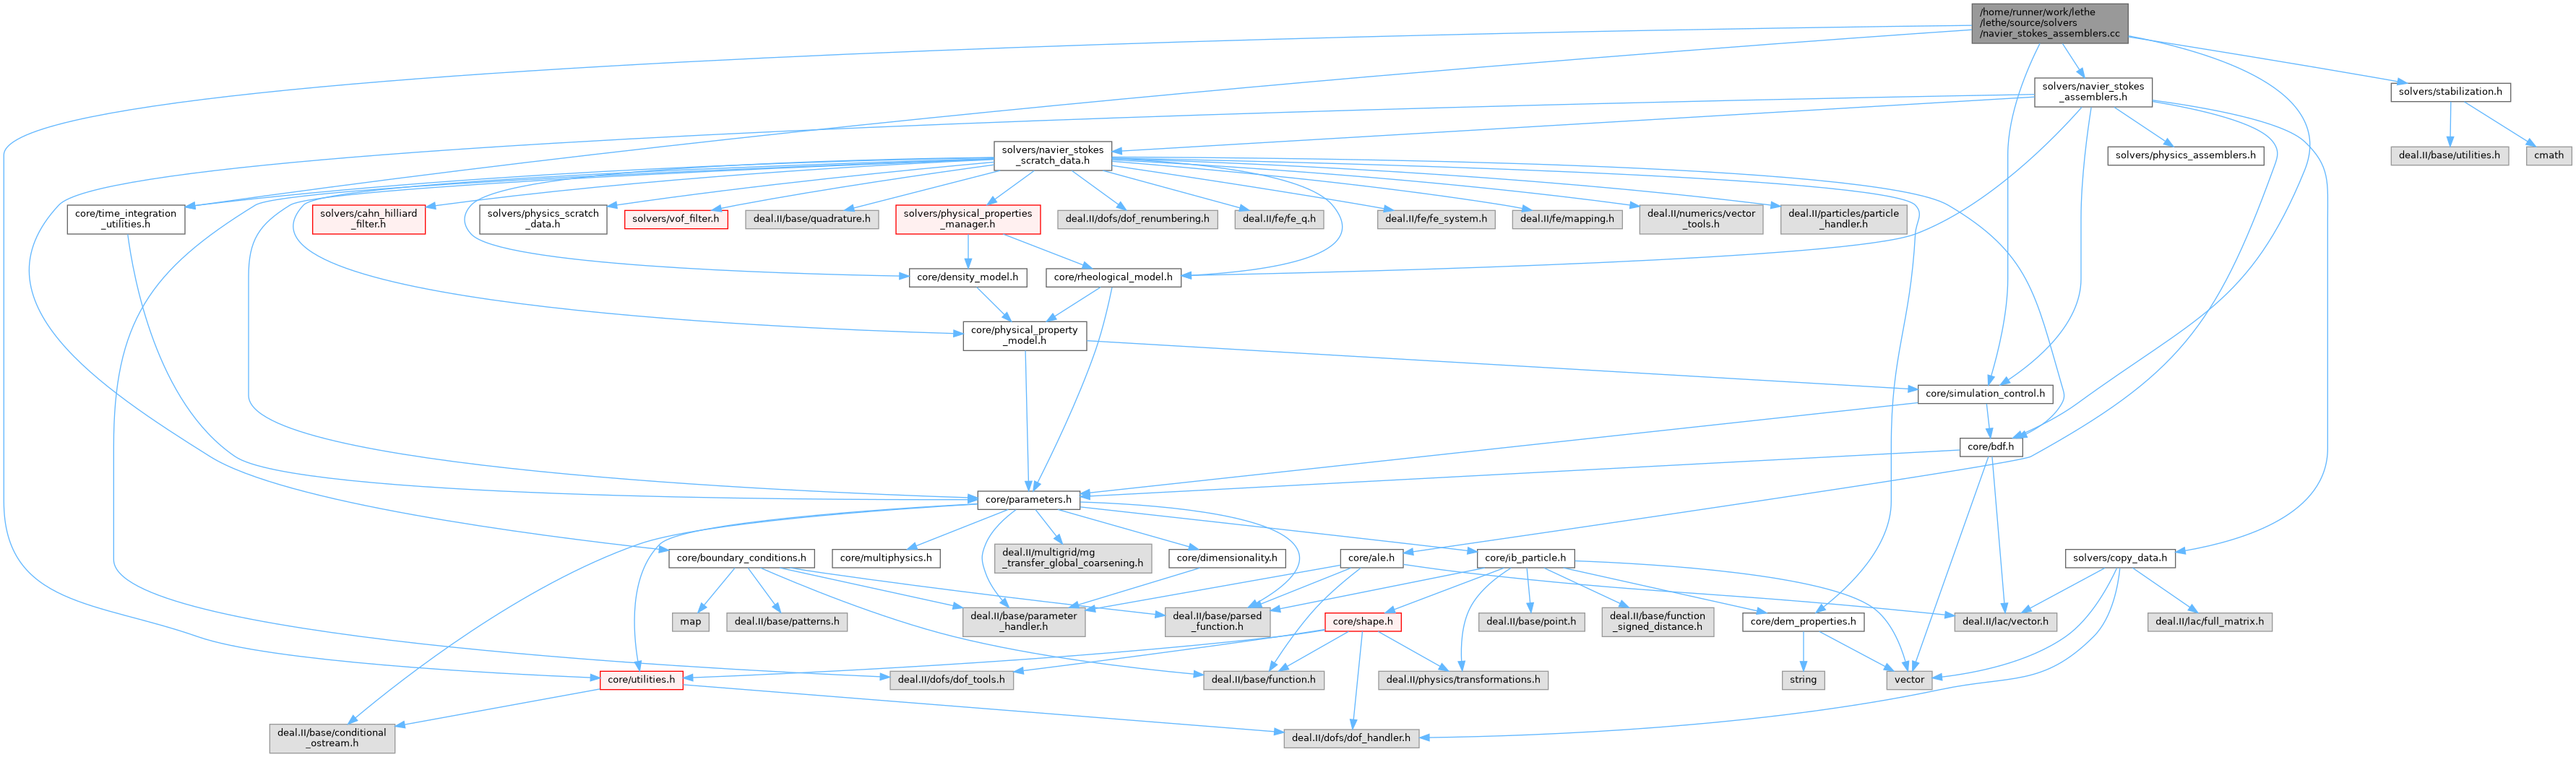 /home/runner/work/lethe
/lethe/source/solvers
/navier_stokes_assemblers.cc
solvers/navier_stokes
_assemblers.h
solvers/stabilization.h
solvers/navier_stokes
_scratch_data.h
solvers/physics_assemblers.h
deal.II/base/utilities.h
cmath
core/time_integration
_utilities.h
solvers/cahn_hilliard
_filter.h
solvers/physics_scratch
_data.h
solvers/vof_filter.h
deal.II/base/quadrature.h
solvers/physical_properties
_manager.h
deal.II/dofs/dof_renumbering.h
deal.II/fe/fe_q.h
deal.II/fe/fe_system.h
deal.II/fe/mapping.h
deal.II/numerics/vector
_tools.h
deal.II/particles/particle
_handler.h
core/density_model.h
core/rheological_model.h
core/physical_property
_model.h
core/simulation_control.h
core/bdf.h
core/parameters.h
core/boundary_conditions.h
core/multiphysics.h
deal.II/multigrid/mg
_transfer_global_coarsening.h
core/dimensionality.h
core/ale.h
core/ib_particle.h
solvers/copy_data.h
map
deal.II/base/patterns.h
deal.II/base/parameter
_handler.h
deal.II/base/parsed
_function.h
core/shape.h
deal.II/base/point.h
deal.II/base/function
_signed_distance.h
core/dem_properties.h
deal.II/lac/vector.h
deal.II/lac/full_matrix.h
core/utilities.h
deal.II/dofs/dof_tools.h
deal.II/base/function.h
deal.II/physics/transformations.h
string
vector
deal.II/base/conditional
_ostream.h
deal.II/dofs/dof_handler.h